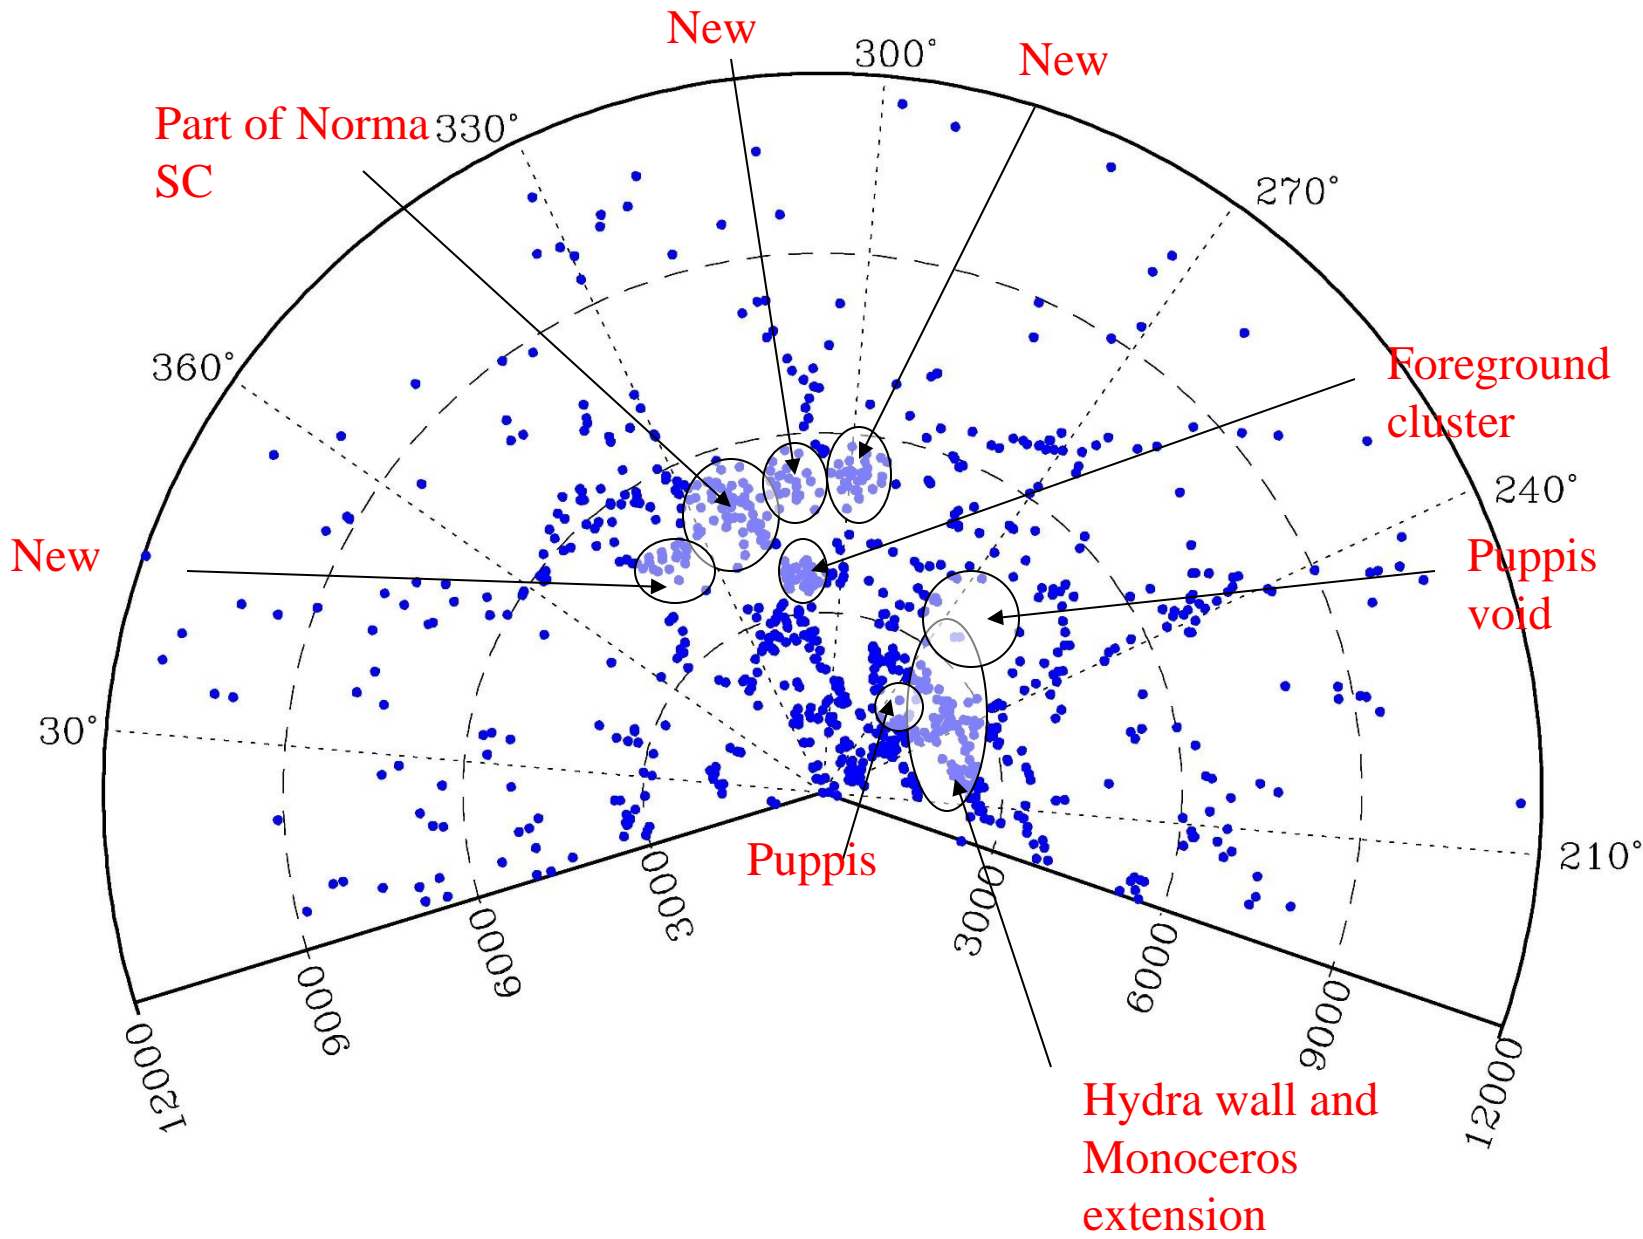 New
300°
New
Part of Norma
SC
330°
270°
360°
Foreground
cluster
240°
New
Puppis
void
30°
210°
Puppis
3000
6000
9000
12000
3000
6000
9000
12000
Hydra wall and
Monoceros
extension